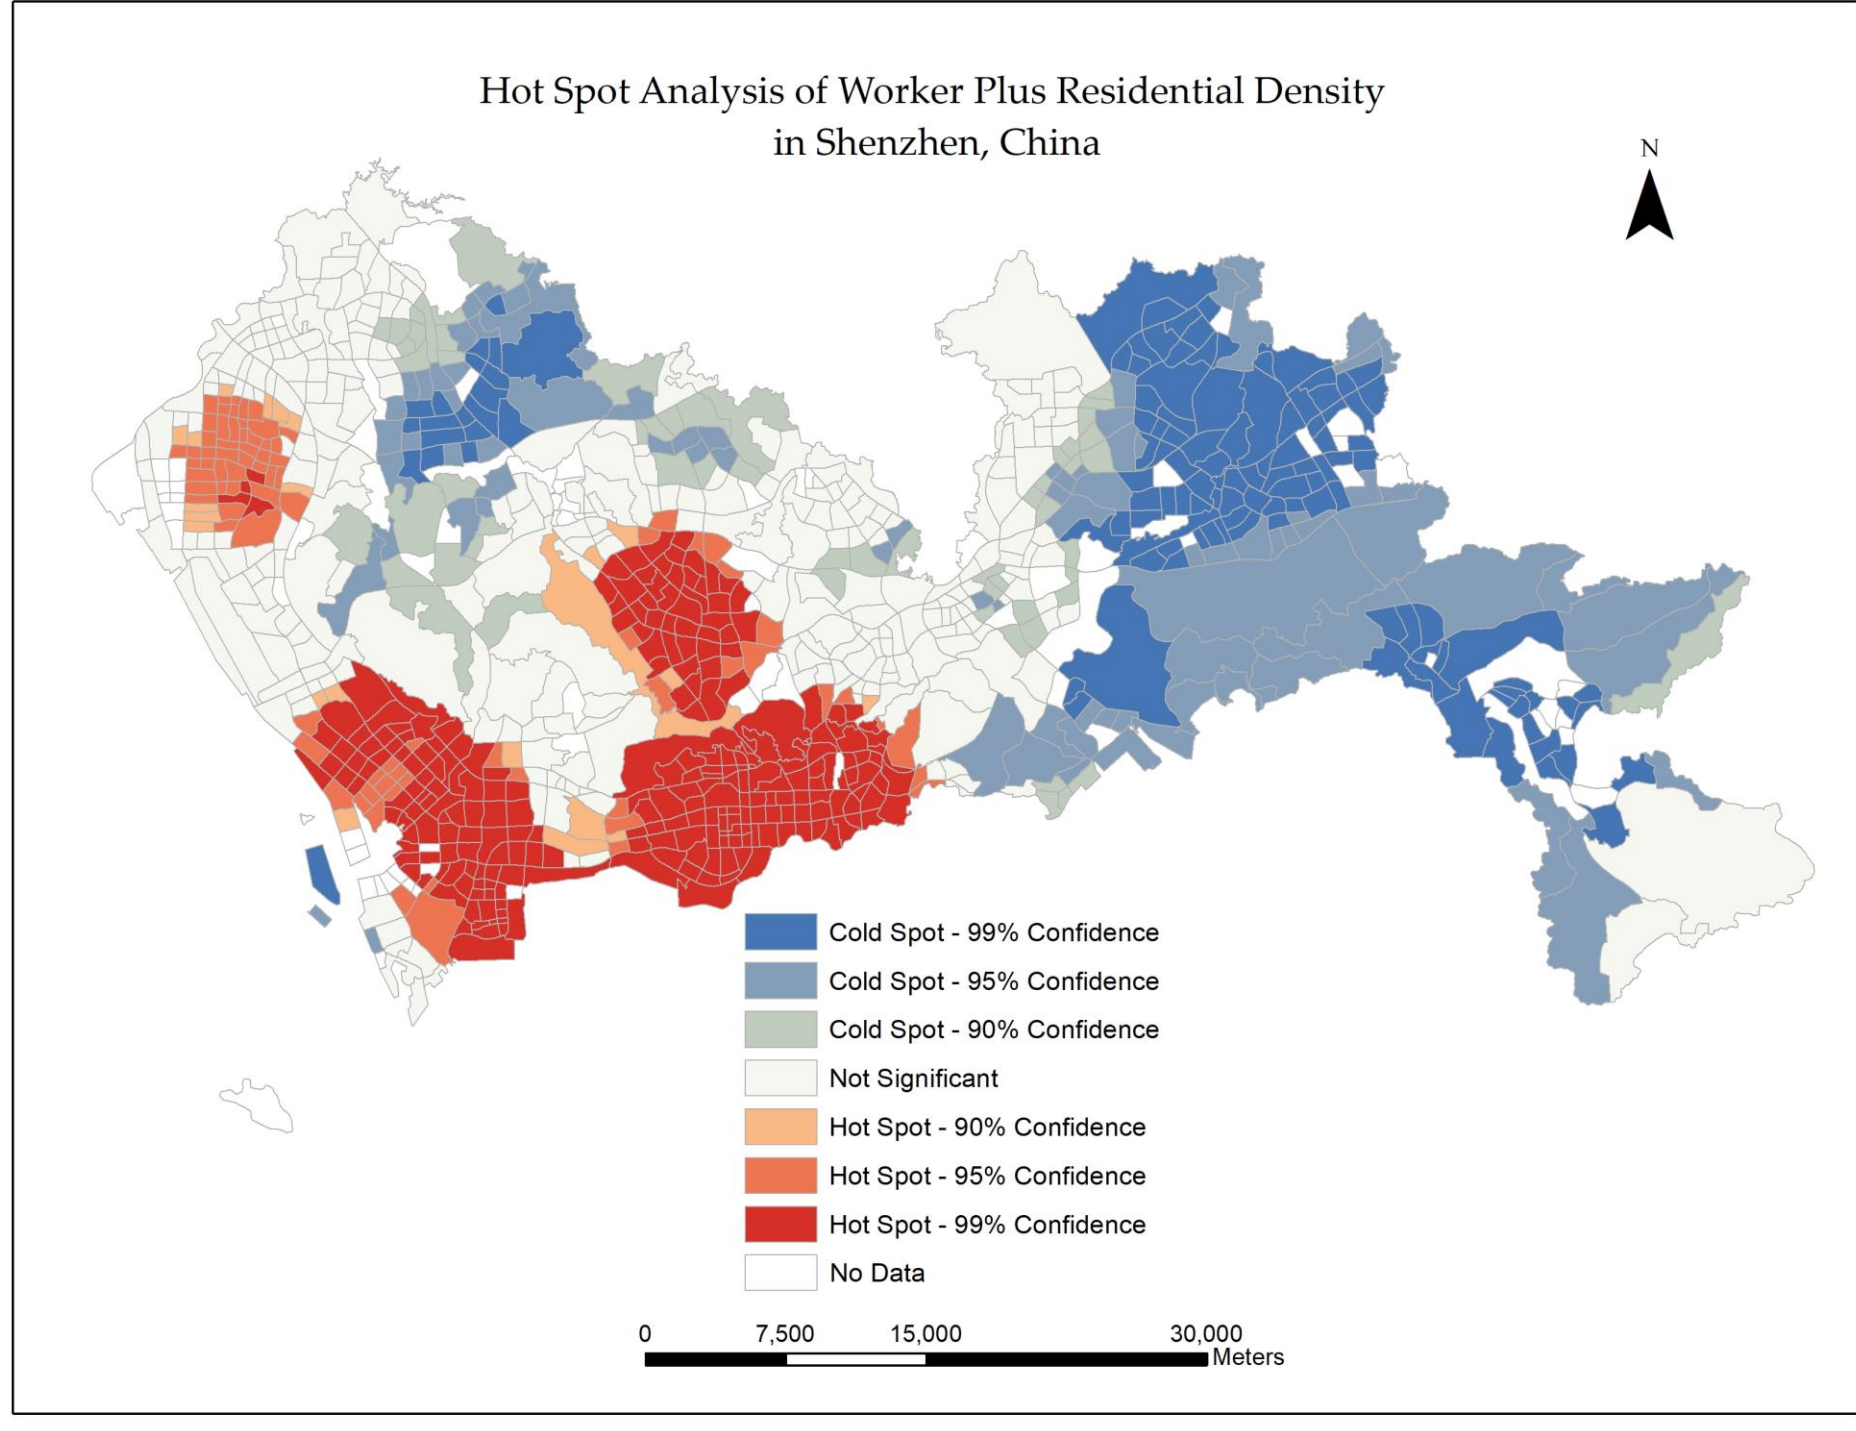 Hot Spot Analysis of Worker Plus Residential Density
in Shenzhen, China
N
Cold Spot - 99% Confidence
Cold Spot - 95% Confidence
Cold Spot - 90% Confidence
Not Significant
Hot Spot - 90% Confidence
Hot Spot - 95% Confidence
Hot Spot - 99% Confidence
No Data
0 7,500 15,000 30,000
Meters